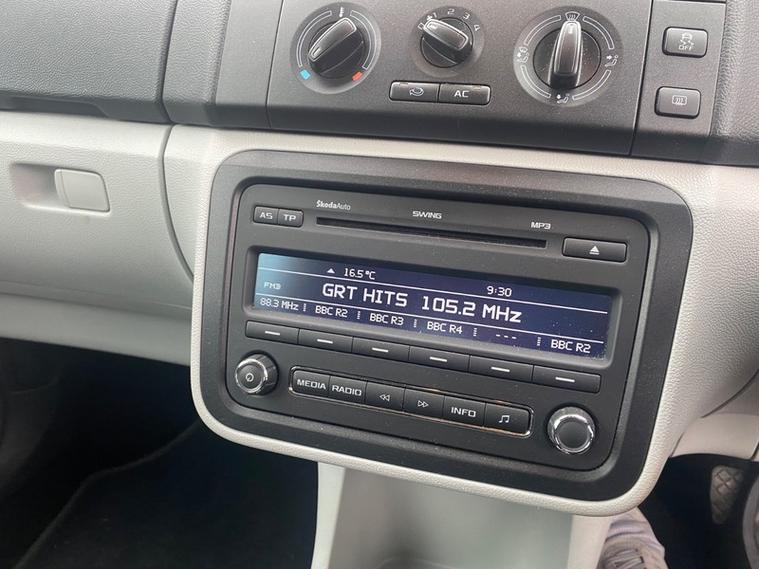 1 2 3 4
AC
OFF
ŠkodaAuto
SWING
MP3
AS TP
16.5°C
9:30
FM3
GRT HITS 105.2 MHz
88.3 MHz BBC R2 BBC R3 BBC R4 --- BBC R2
MEDIA RADIO INFO